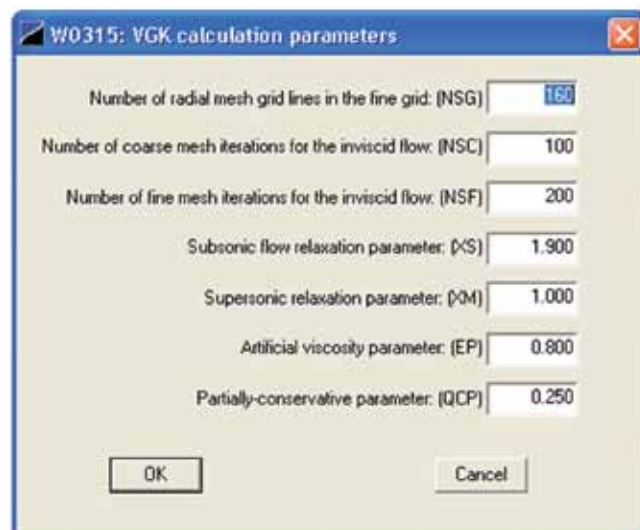 W0315: VGK calculation parameters
Number of radial mesh grid lines in the fine grid: (NSG) 160
Number of coarse mesh iterations for the inviscid flow: (NSC) 100
Number of fine mesh iterations for the inviscid flow: (NSF) 200
Subsonic flow relaxation parameter: (XS) 1.900
Supersonic relaxation parameter: (XM) 1.000
Artificial viscosity parameter: (EP) 0.800
Partially-conservative parameter: (QCP) 0.250
OK Cancel